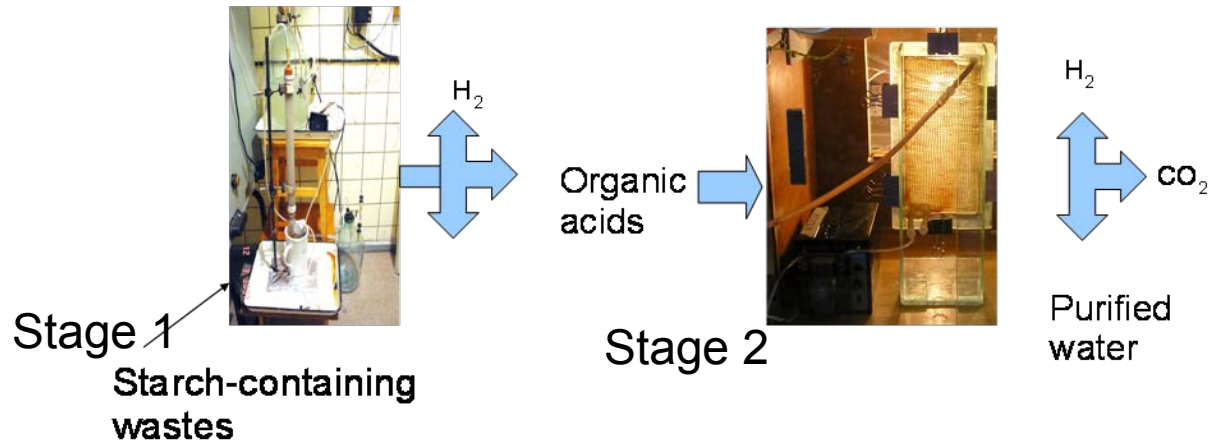 H₂
Organic
acids
Stage 1
Starch-containing
wastes
Stage 2
H₂
CO₂
Purified
water